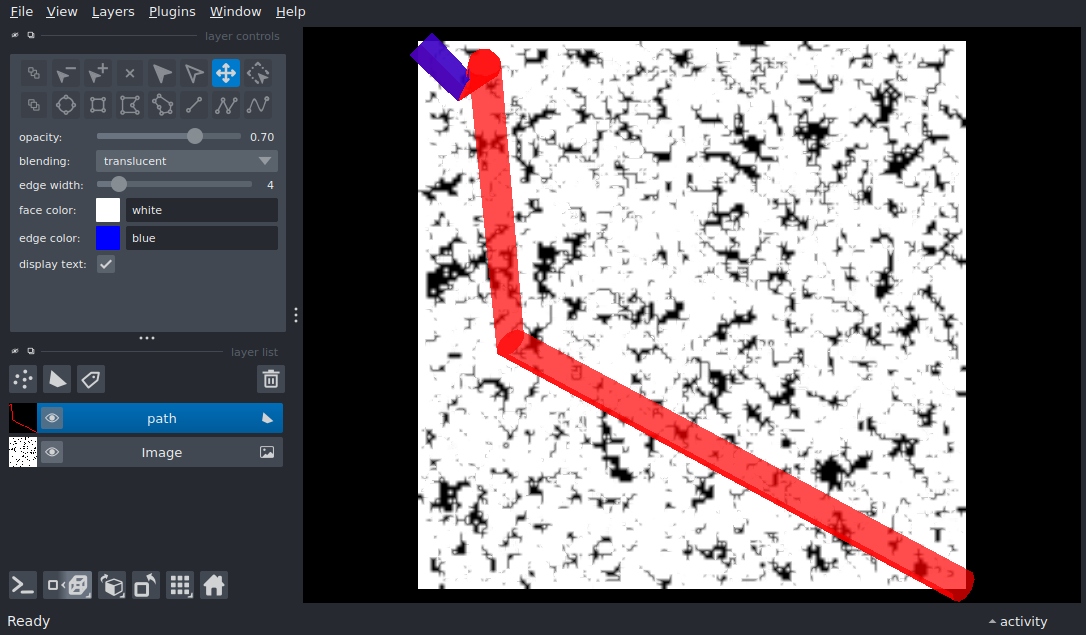 File View Layers Plugins Window Help
layer controls
opacity: 0.70
blending: translucent
edge width: 4
face color: white
edge color: blue
display text:
layer list
path
Image
Ready activity